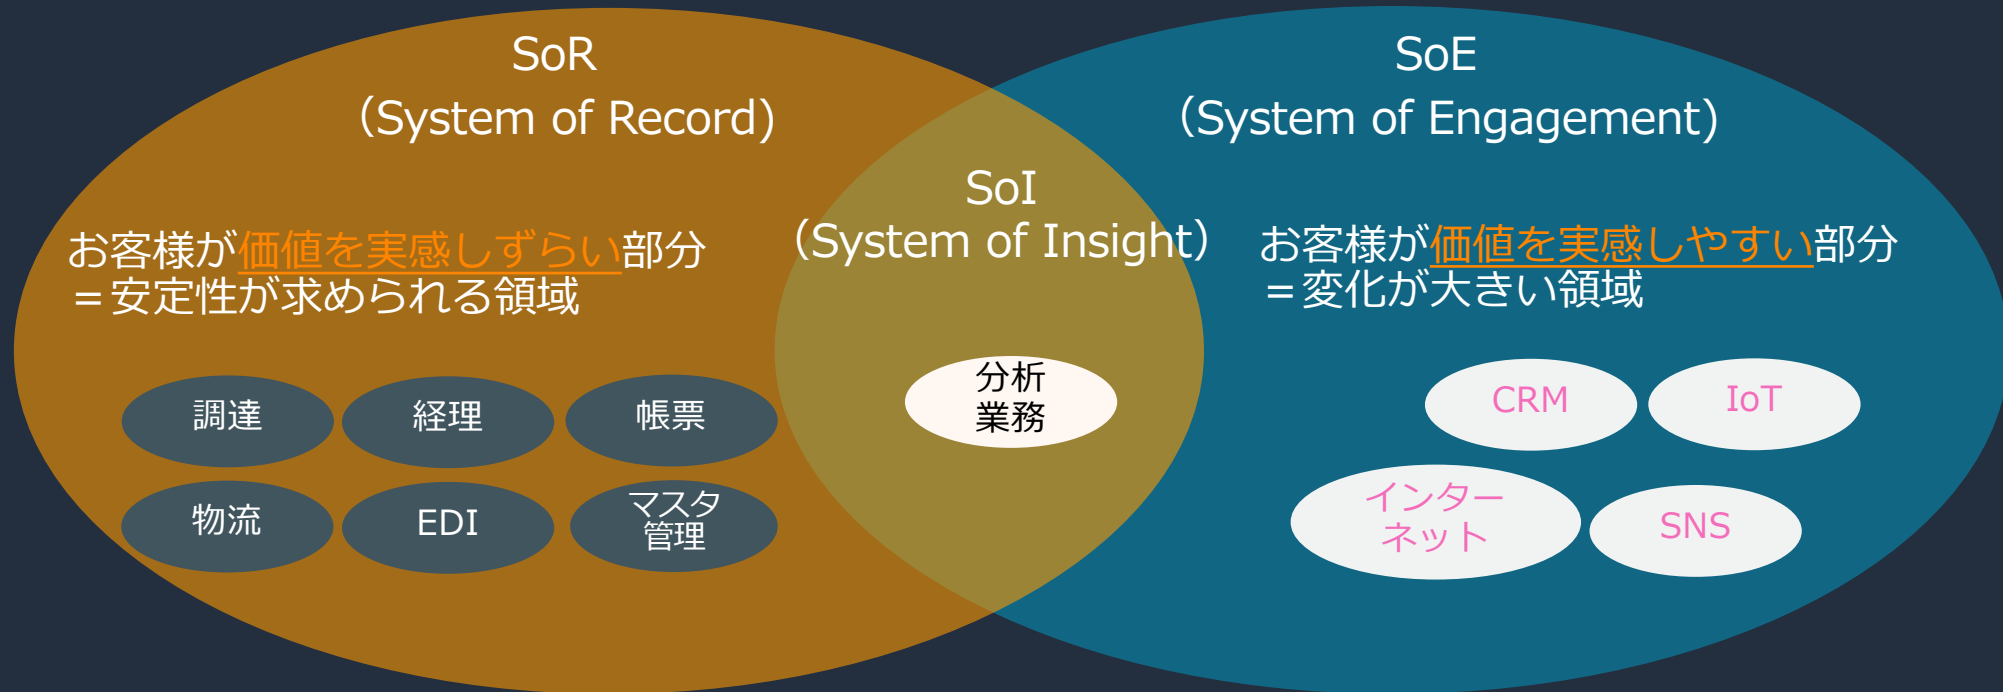 SoR
（System of Record)
お客様が価値を実感しずらい部分
＝安定性が求められる領域
調達
経理
帳票
物流
EDI
マスタ
管理
SoI
（System of Insight）
分析
業務
SoE
（System of Engagement)
お客様が価値を実感しやすい部分
＝変化が大きい領域
CRM
IoT
インター
ネット
SNS